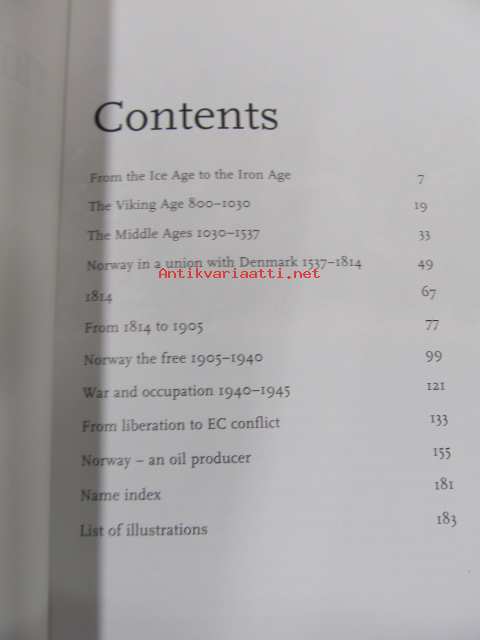 Contents
From the Ice Age to the Iron Age 7
The Viking Age 800–1030 19
The Middle Ages 1030–1537 33
Norway in a union with Denmark 1537–1814 49
Antikvariaatti.net
1814 67
From 1814 to 1905 77
Norway the free 1905–1940 99
War and occupation 1940–1945 121
From liberation to EC conflict 133
Norway – an oil producer 155
Name index 181
List of illustrations 183